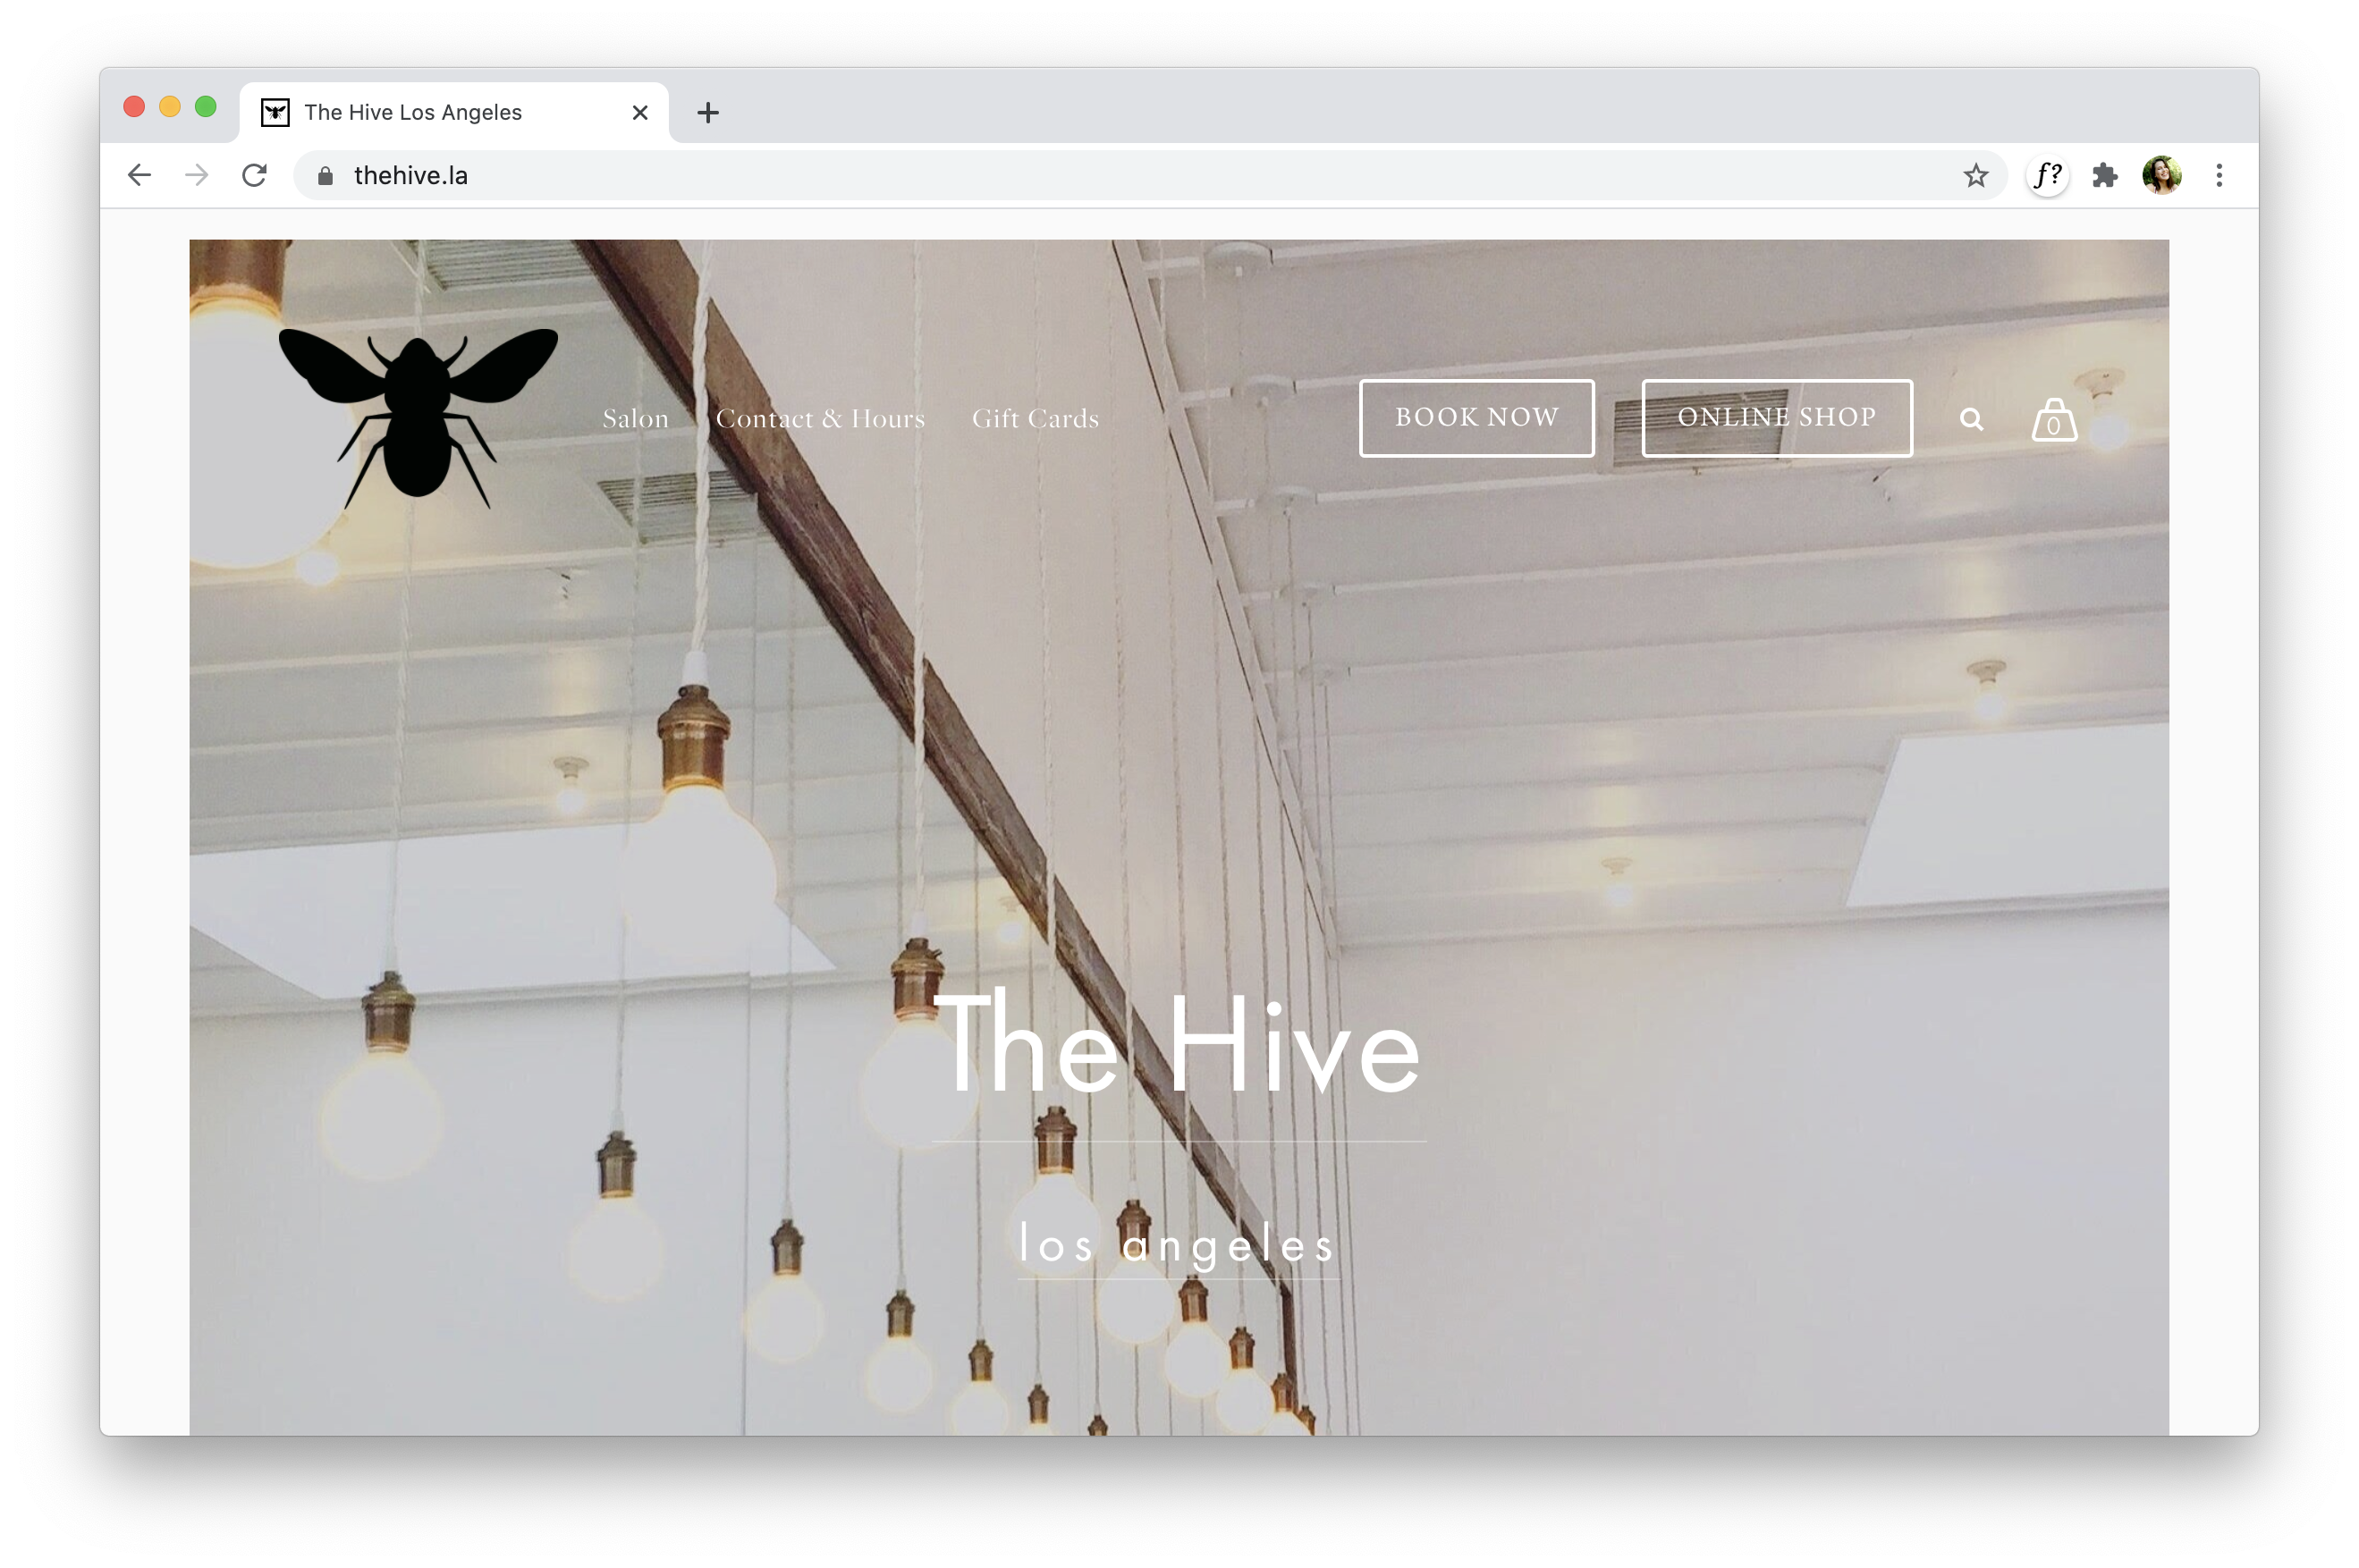 The Hive Los Angeles
thehive.la
f?
Salon Contact & Hours Gift Cards BOOK NOW ONLINE SHOP 0
The Hive
los angeles